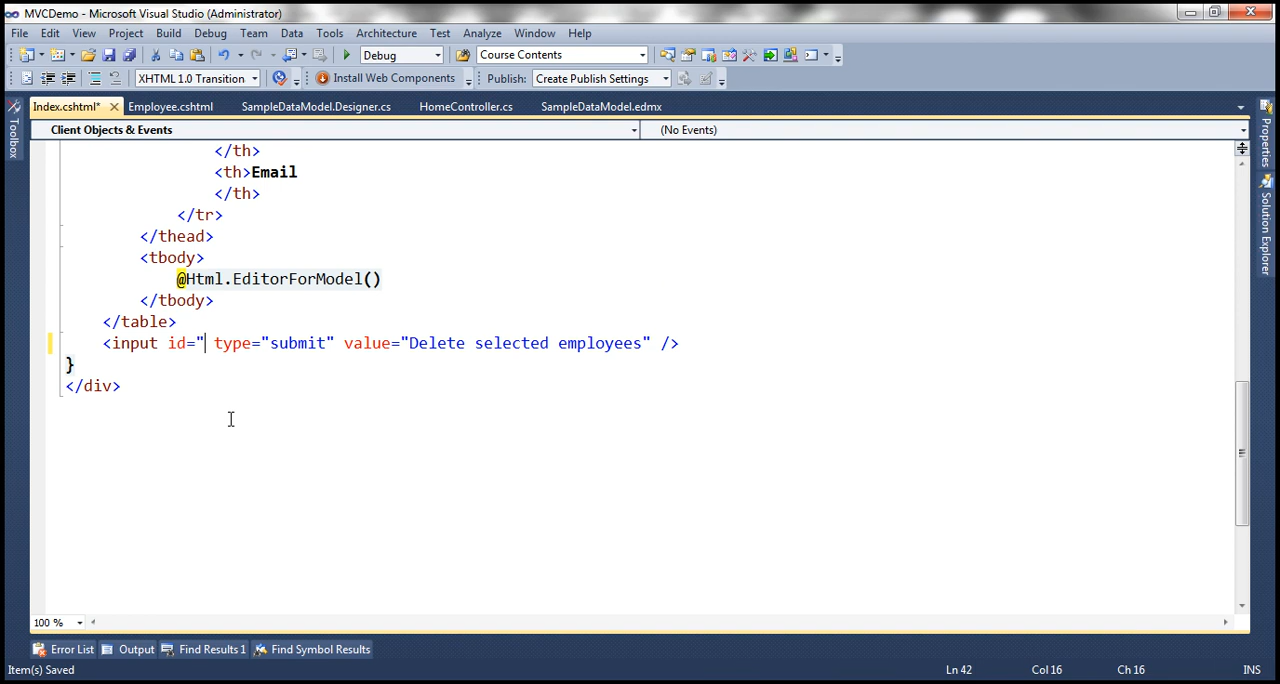 MVCDemo - Microsoft Visual Studio (Administrator)
File Edit View Project Build Debug Team Data Tools Architecture Test Analyze Window Help
Debug Course Contents
XHTML 1.0 Transition Install Web Components Publish: Create Publish Settings
Index.cshtml* Employee.cshtml SampleDataModel.Designer.cs HomeController.cs SampleDataModel.edmx
Client Objects & Events (No Events)
Toolbox
Properties
Solution Explorer
</th>
<th>Email
</th>
</tr>
</thead>
<tbody>
@Html.EditorForModel()
</tbody>
</table>
<input id=" type="submit" value="Delete selected employees" />
}
</div>
100 %
Error List Output Find Results 1 Find Symbol Results
Item(s) Saved Ln 42 Col 16 Ch 16 INS